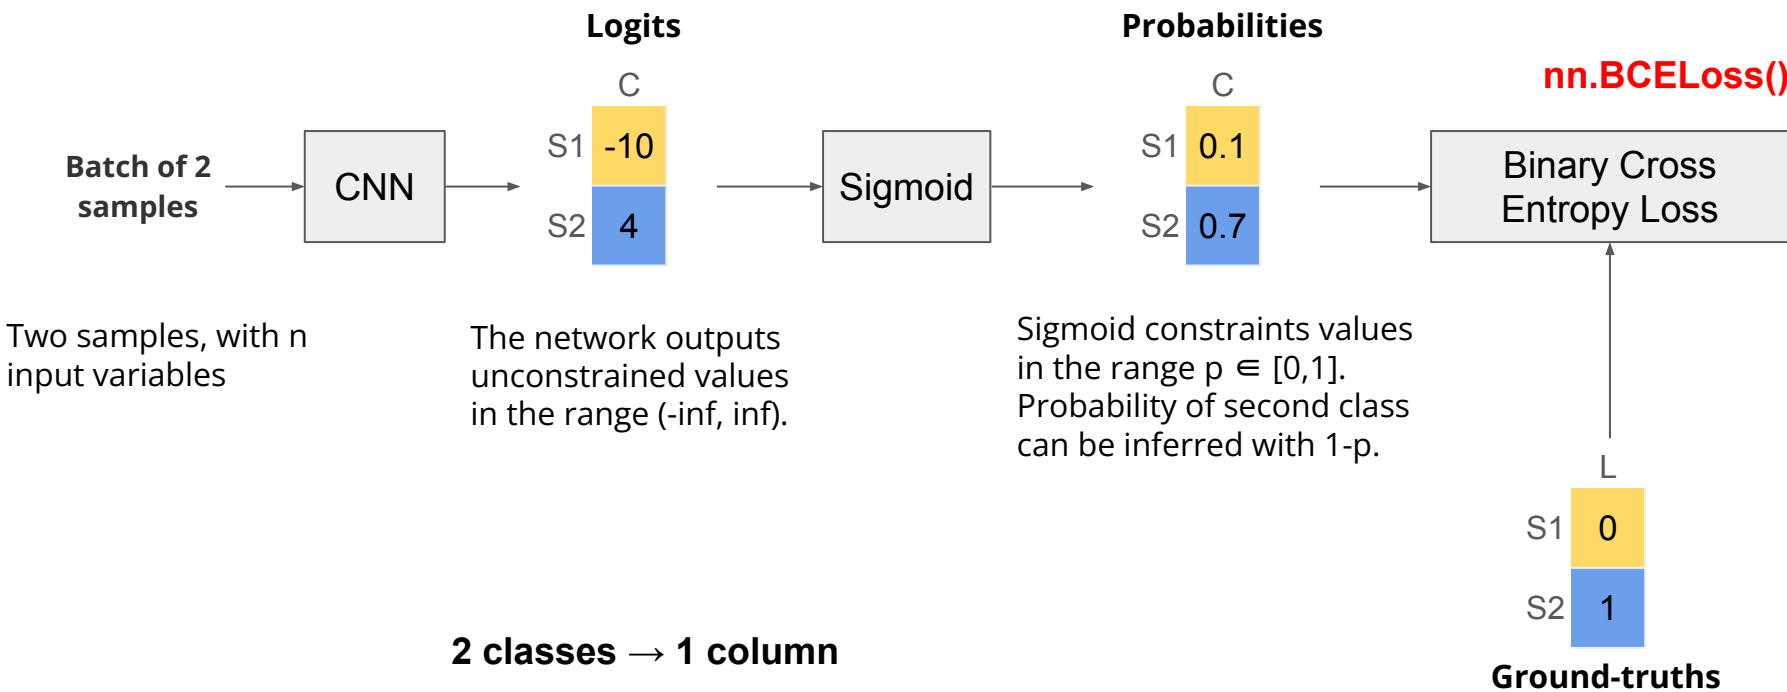 Logits
Probabilities
nn.BCELoss()
C
C
S1 -10
S2 4
S1 0.1
S2 0.7
Batch of 2
samples
CNN
Sigmoid
Binary Cross
Entropy Loss
Two samples, with n
input variables
The network outputs
unconstrained values
in the range (-inf, inf).
Sigmoid constraints values
in the range p ∈ [0,1].
Probability of second class
can be inferred with 1-p.
L
S1 0
S2 1
Ground-truths
2 classes → 1 column